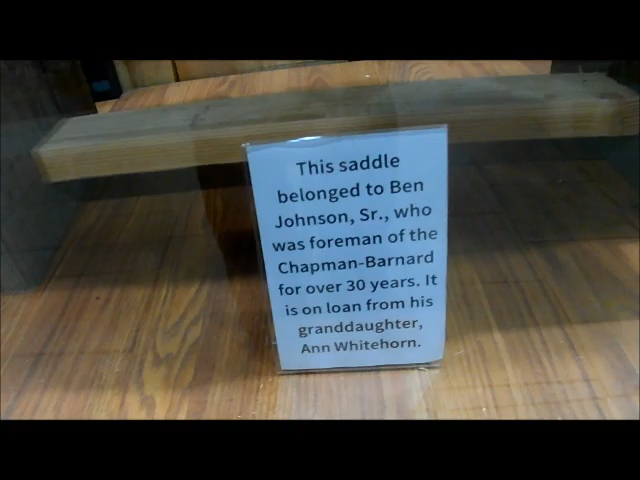 This saddle
belonged to Ben
Johnson, Sr., who
was foreman of the
Chapman-Barnard
for over 30 years. It
is on loan from his
granddaughter,
Ann Whitehorn.